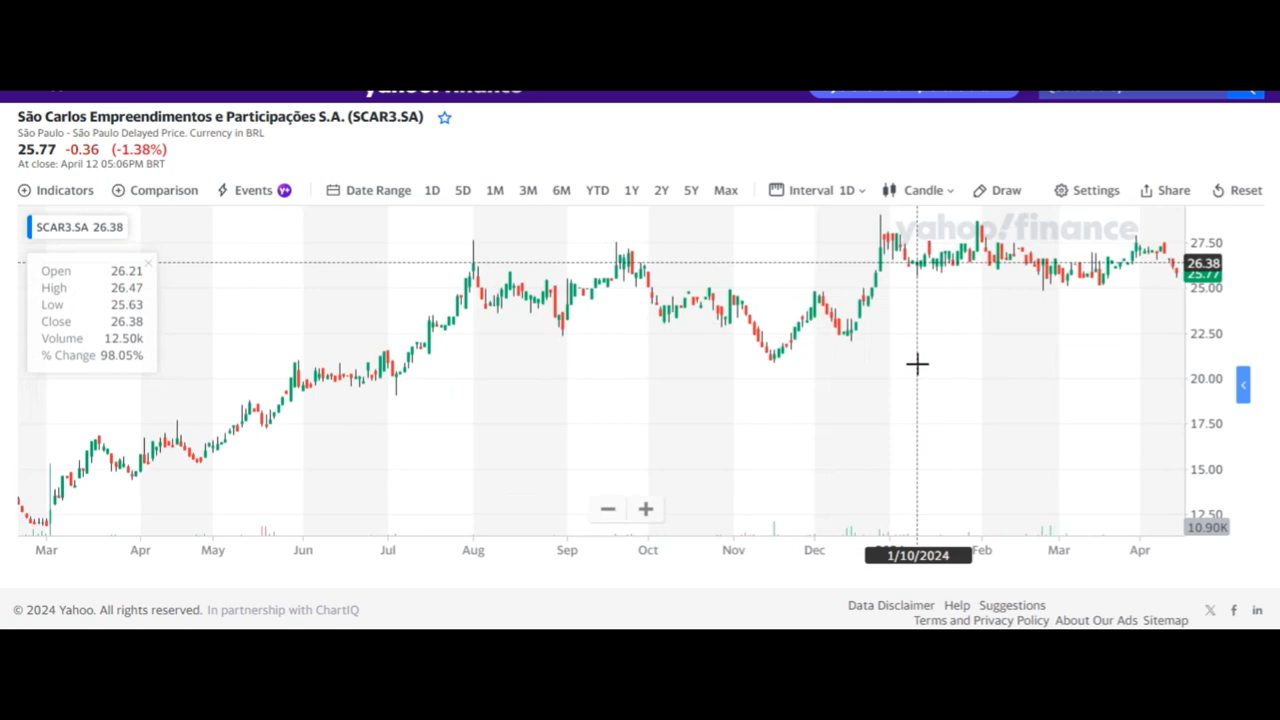 São Carlos Empreendimentos e Participações S.A. (SCAR3.SA)
São Paulo - São Paulo Delayed Price. Currency in BRL
25.77 -0.36 (-1.38%)
At close: April 12 05:06PM BRT
Indicators Comparison Events Date Range 1D 5D 1M 3M 6M YTD 1Y 2Y 5Y Max Interval 1D Candle Draw Settings Share Reset
SCAR3.SA 26.38
yahoo!finance
27.50
Open 26.21
High 26.47
Low 25.63
Close 26.38
Volume 12.50k
% Change 98.05%
26.38
25.77
25.00
22.50
20.00
17.50
15.00
12.50
10.90K
Mar Apr May Jun Jul Aug Sep Oct Nov Dec Feb Mar Apr
1/10/2024
© 2024 Yahoo. All rights reserved. In partnership with ChartIQ
Data Disclaimer Help Suggestions
Terms and Privacy Policy About Our Ads Sitemap